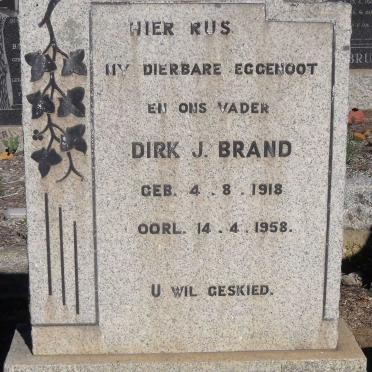 HIER RUS
MY DIERBARE EGGENOOT
EN ONS VADER
DIRK J. BRAND
GEB. 4.8.1918
OORL. 14.4.1958.
U WIL GESKIED.